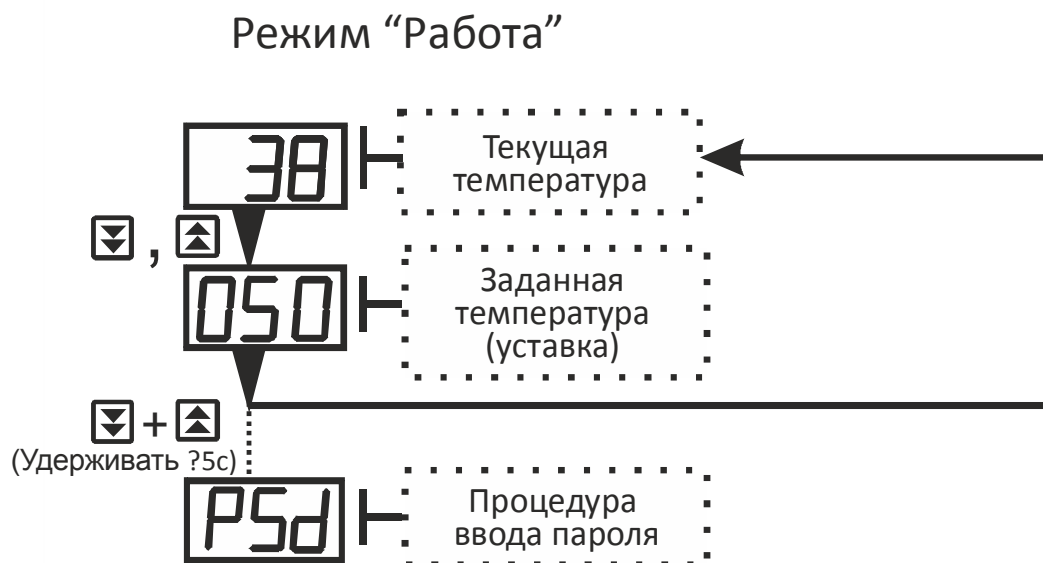 Режим “Работа”
38
Текущая
температура
,
050
Заданная
температура
(уставка)
+
(Удерживать ?5с)
PSd
Процедура
ввода пароля